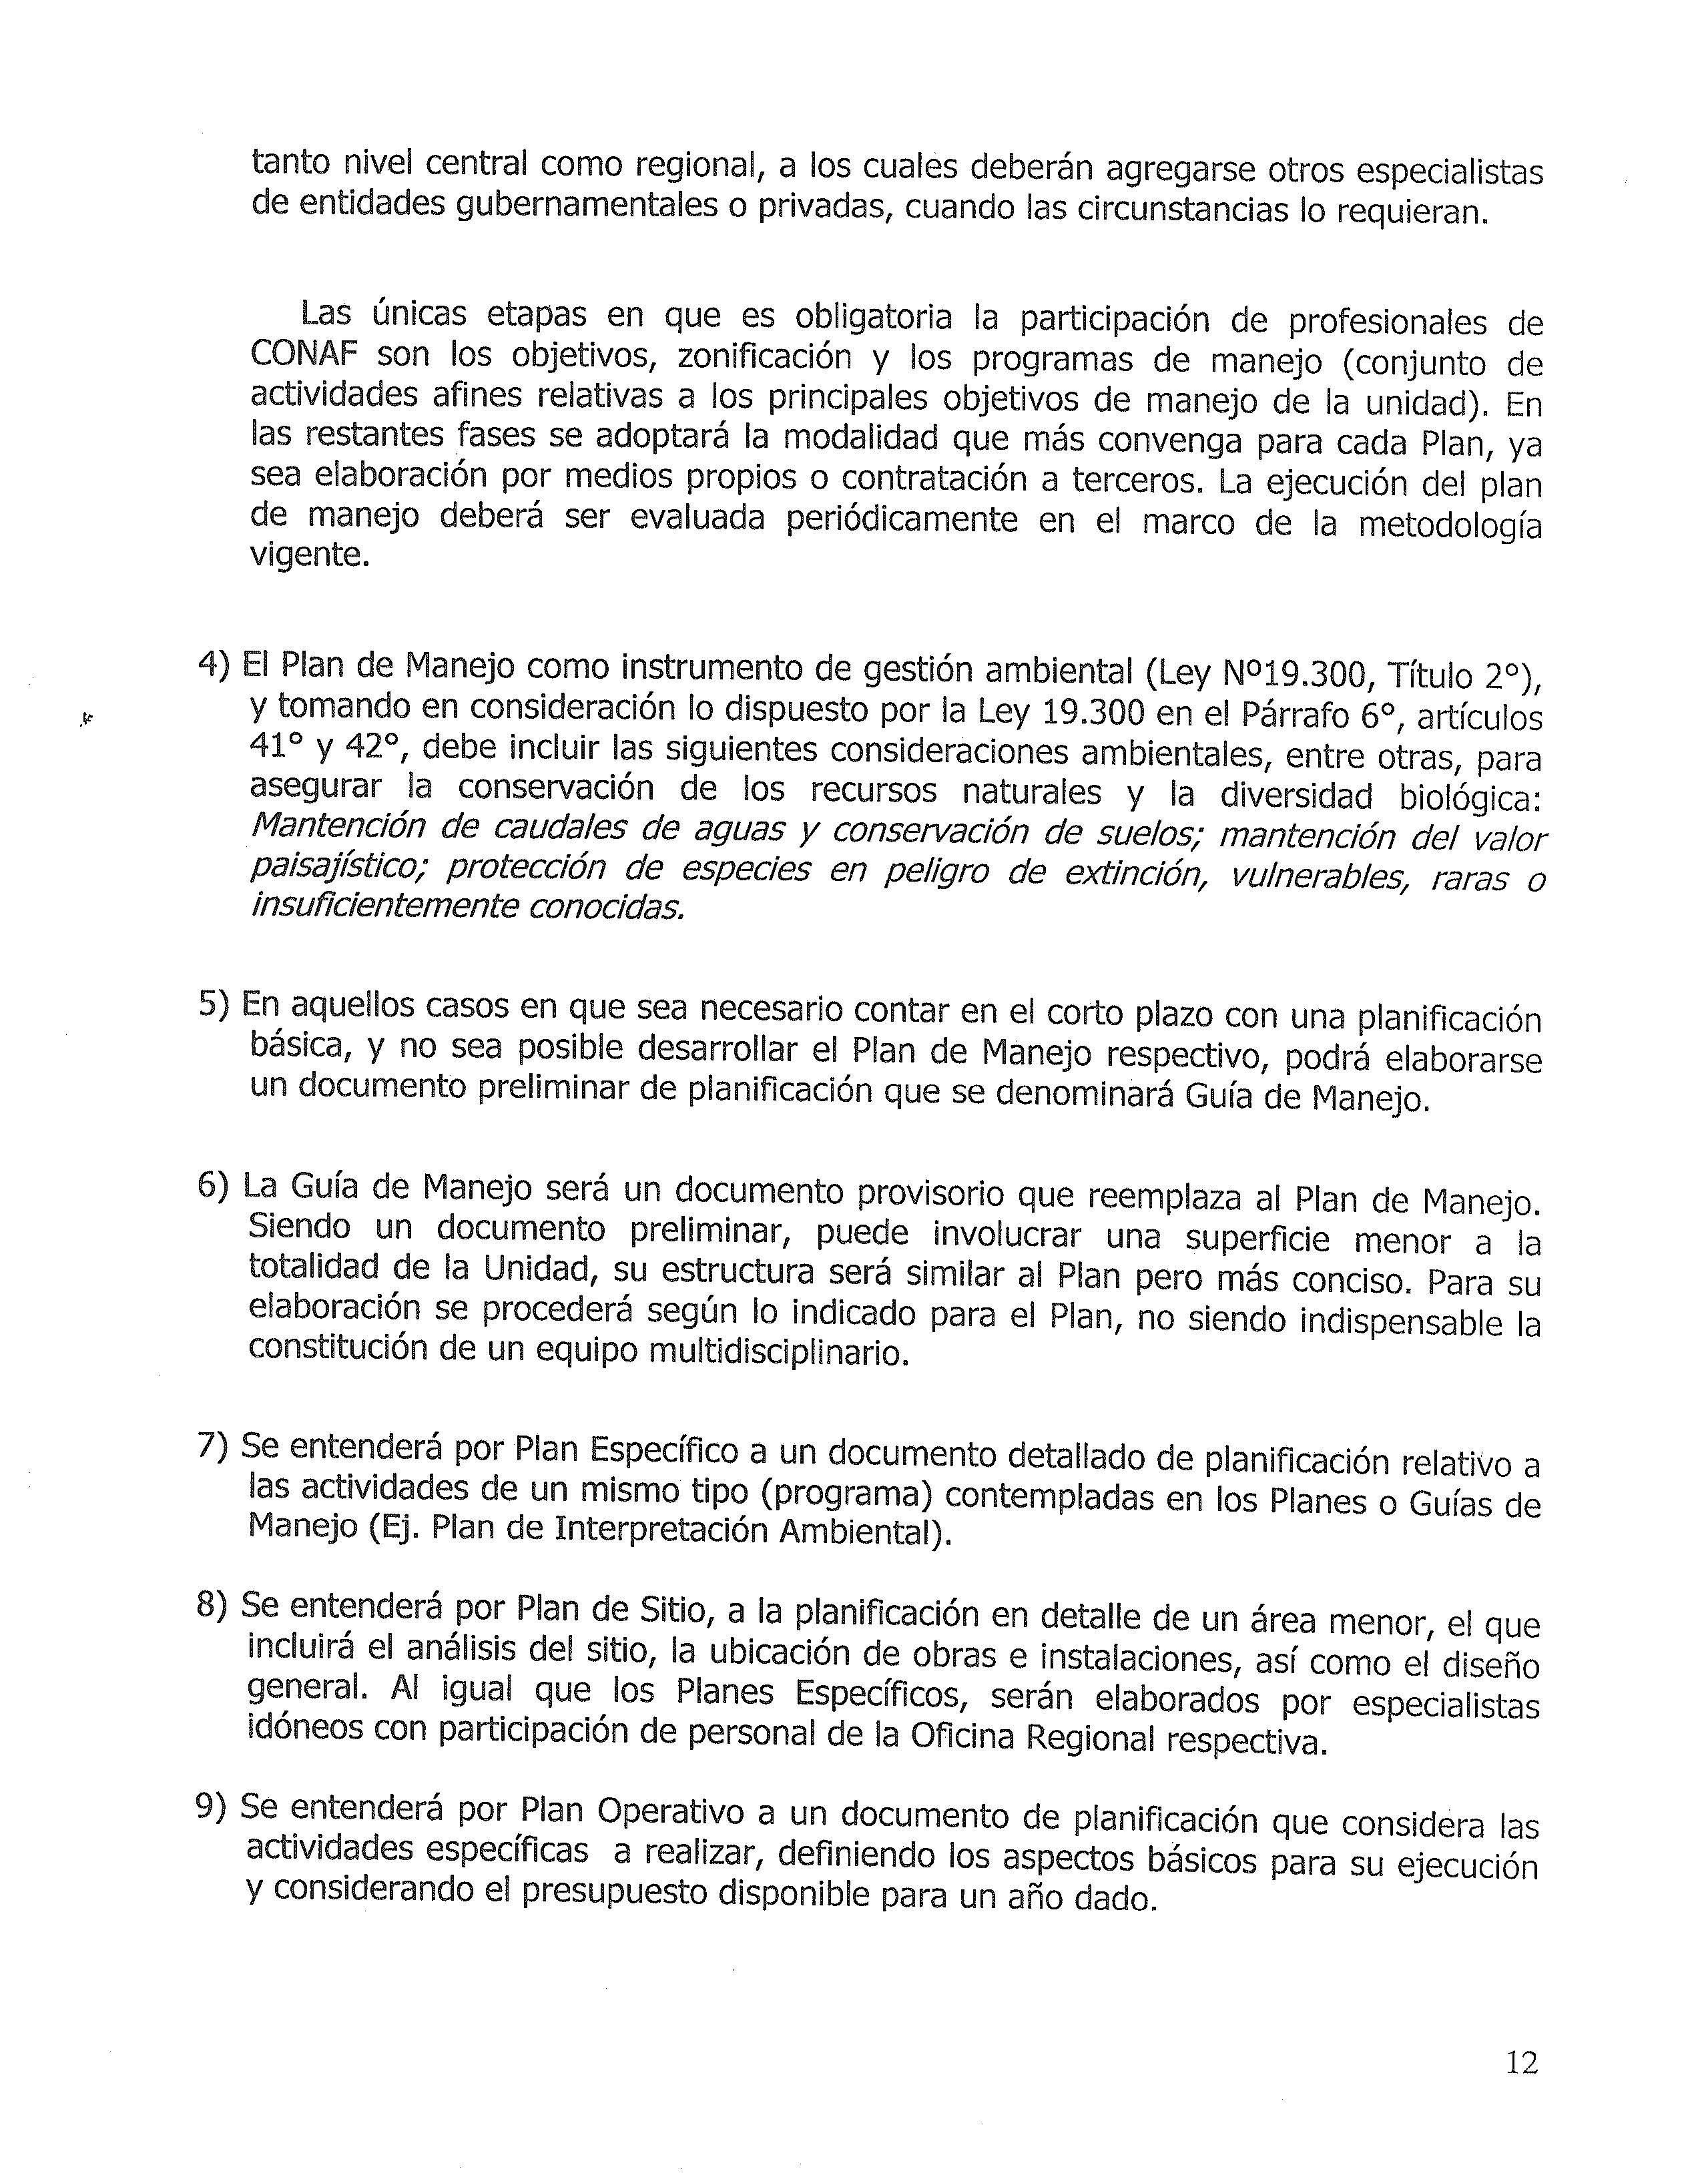 tanto nivel central como regional, a los cuales deberán agregarse otros especialistas
de entidades gubernamentales o privadas, cuando las circunstancias lo requieran.
Las únicas etapas en que es obligatoria la participación de profesionales de
CONAF son los objetivos, zonificación y los programas de manejo (conjunto de
actividades afines relativas a los principales objetivos de manejo de la unidad). En
las restantes fases se adoptará la modalidad que más convenga para cada Plan, ya
sea elaboración por medios propios o contratación a terceros. La ejecución del plan
de manejo deberá ser evaluada periódicamente en el marco de la metodología
vigente.
4) El Plan de Manejo como instrumento de gestión ambiental (Ley Nº19.300, Título 2º),
y tomando en consideración lo dispuesto por la Ley 19.300 en el Párrafo 6º, artículos
41º y 42º, debe incluir las siguientes consideraciones ambientales, entre otras, para
asegurar la conservación de los recursos naturales y la diversidad biológica:
Mantención de caudales de aguas y conservación de suelos; mantención del valor
paisajístico; protección de especies en peligro de extinción, vulnerables, raras o
insuficientemente conocidas.
5) En aquellos casos en que sea necesario contar en el corto plazo con una planificación
básica, y no sea posible desarrollar el Plan de Manejo respectivo, podrá elaborarse
un documento preliminar de planificación que se denominará Guía de Manejo.
6) La Guía de Manejo será un documento provisorio que reemplaza al Plan de Manejo.
Siendo un documento preliminar, puede involucrar una superficie menor a la
totalidad de la Unidad, su estructura será similar al Plan pero más conciso. Para su
elaboración se procederá según lo indicado para el Plan, no siendo indispensable la
constitución de un equipo multidisciplinario.
7) Se entenderá por Plan Específico a un documento detallado de planificación relativo a
las actividades de un mismo tipo (programa) contempladas en los Planes o Guías de
Manejo (Ej. Plan de Interpretación Ambiental).
8) Se entenderá por Plan de Sitio, a la planificación en detalle de un área menor, el que
incluirá el análisis del sitio, la ubicación de obras e instalaciones, así como el diseño
general. Al igual que los Planes Específicos, serán elaborados por especialistas
idóneos con participación de personal de la Oficina Regional respectiva.
9) Se entenderá por Plan Operativo a un documento de planificación que considera las
actividades específicas a realizar, definiendo los aspectos básicos para su ejecución
y considerando el presupuesto disponible para un año dado.
12